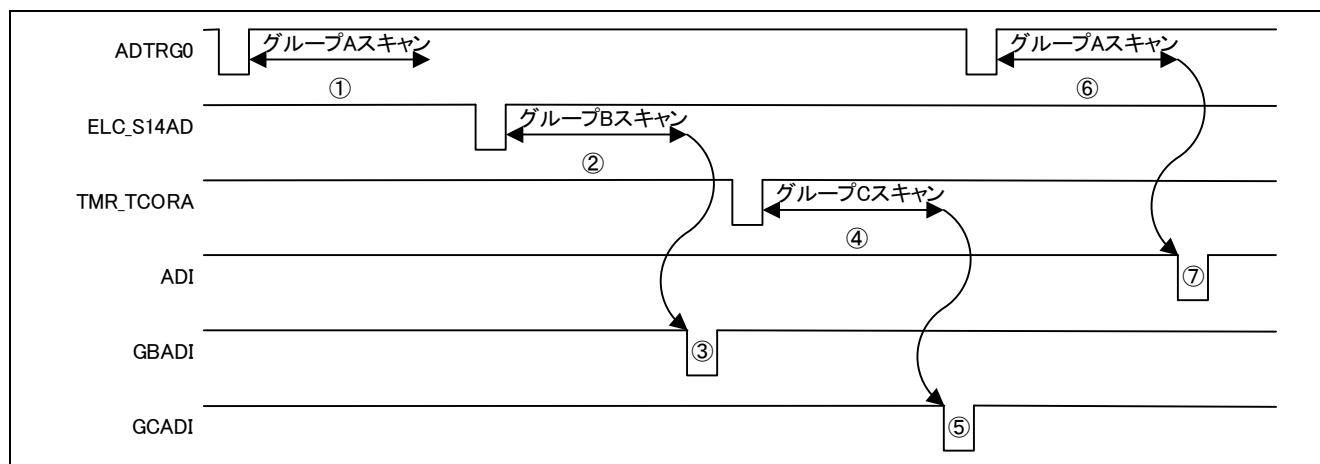 ADTRG0
グループAスキャン
グループAスキャン
①
⑥
ELC_S14AD
グループBスキャン
②
TMR_TCORA
グループCスキャン
④
ADI
⑦
GBADI
③
GCADI
⑤